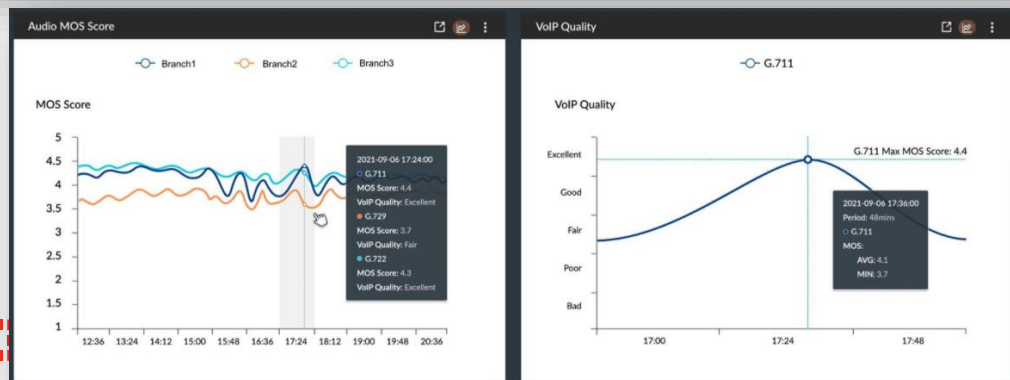 Audio MOS Score
Branch1 Branch2 Branch3
MOS Score
5
4.5
4
3.5
3
2.5
2
1.5
1
12:36 13:24 14:12 15:00 15:48 16:36 17:24 18:12 19:00 19:48 20:36
2021-09-06 17:24:00
G.711
MOS Score: 4.4
VoIP Quality: Excellent
G.729
MOS Score: 3.7
VoIP Quality: Fair
G.722
MOS Score: 4.3
VoIP Quality: Excellent
VoIP Quality
G.711
VoIP Quality
Excellent
Good
Fair
Poor
Bad
G.711 Max MOS Score: 4.4
2021-09-06 17:36:00
Period: 48mins
G.711
MOS:
AVG: 4.1
MIN: 3.7
17:00 17:24 17:48